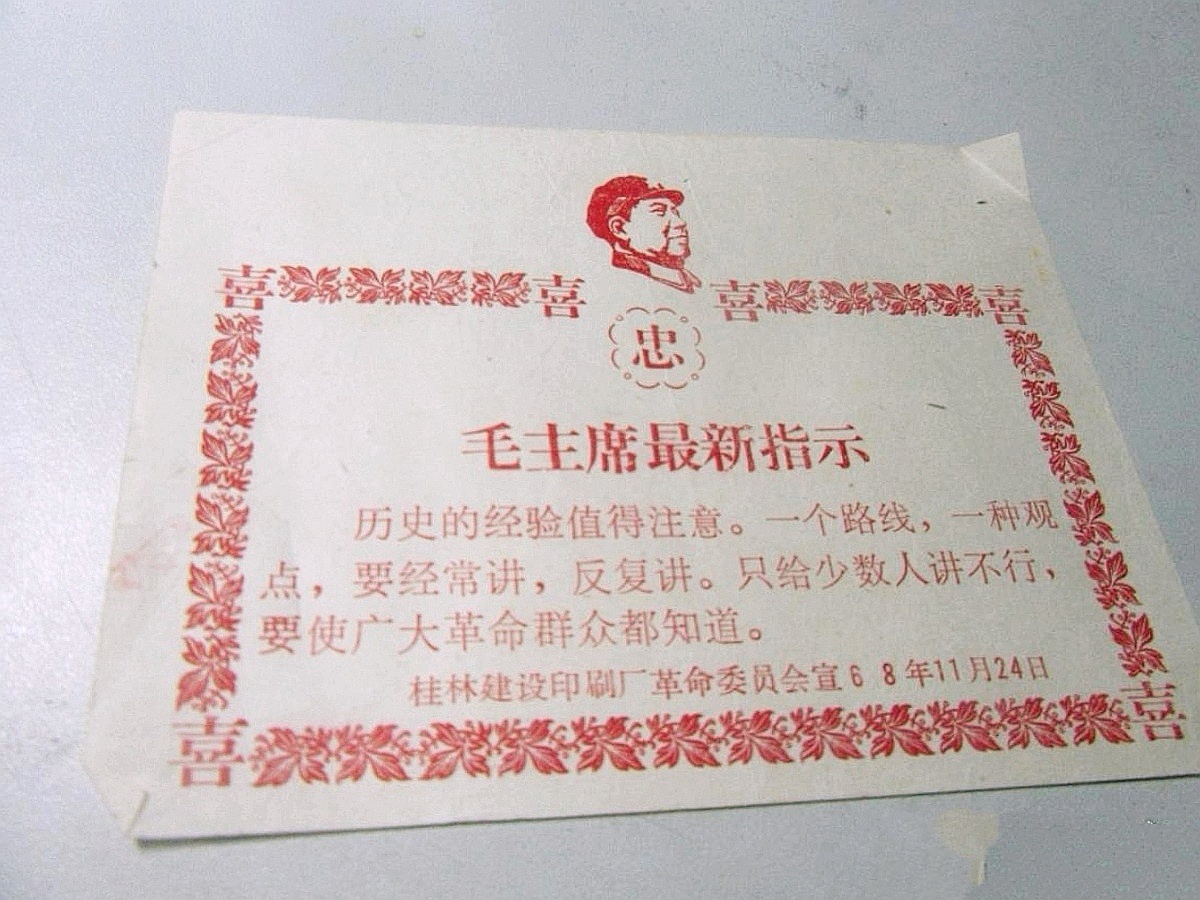 喜 喜 喜 喜
忠
毛主席最新指示
历史的经验值得注意。一个路线，一种观
点，要经常讲，反复讲。只给少数人讲不行，
要使广大革命群众都知道。
桂林建设印刷厂革命委员会宣68年11月24日
喜 喜